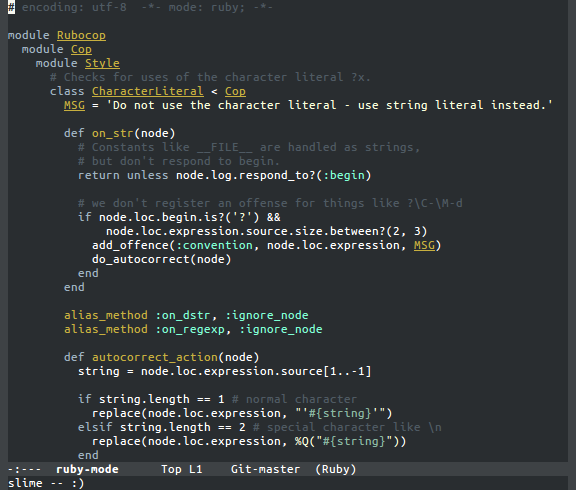 # encoding: utf-8  -*- mode: ruby; -*-

module Rubocop
  module Cop
    module Style
      # Checks for uses of the character literal ?x.
      class CharacterLiteral < Cop
        MSG = 'Do not use the character literal - use string literal instead.'

        def on_str(node)
          # Constants like __FILE__ are handled as strings,
          # but don't respond to begin.
          return unless node.log.respond_to?(:begin)

          # we don't register an offense for things like ?\C-\M-d
          if node.loc.begin.is?('?') &&
              node.loc.expression.source.size.between?(2, 3)
            add_offence(:convention, node.loc.expression, MSG)
            do_autocorrect(node)
          end
        end

        alias_method :on_dstr, :ignore_node
        alias_method :on_regexp, :ignore_node

        def autocorrect_action(node)
          string = node.loc.expression.source[1..-1]

          if string.length == 1 # normal character
            replace(node.loc.expression, "'#{string}'")
          elsif string.length == 2 # special character like \n
            replace(node.loc.expression, %Q("#{string}"))
          end
-:---  ruby-mode      Top L1    Git-master  (Ruby)
slime -- :)